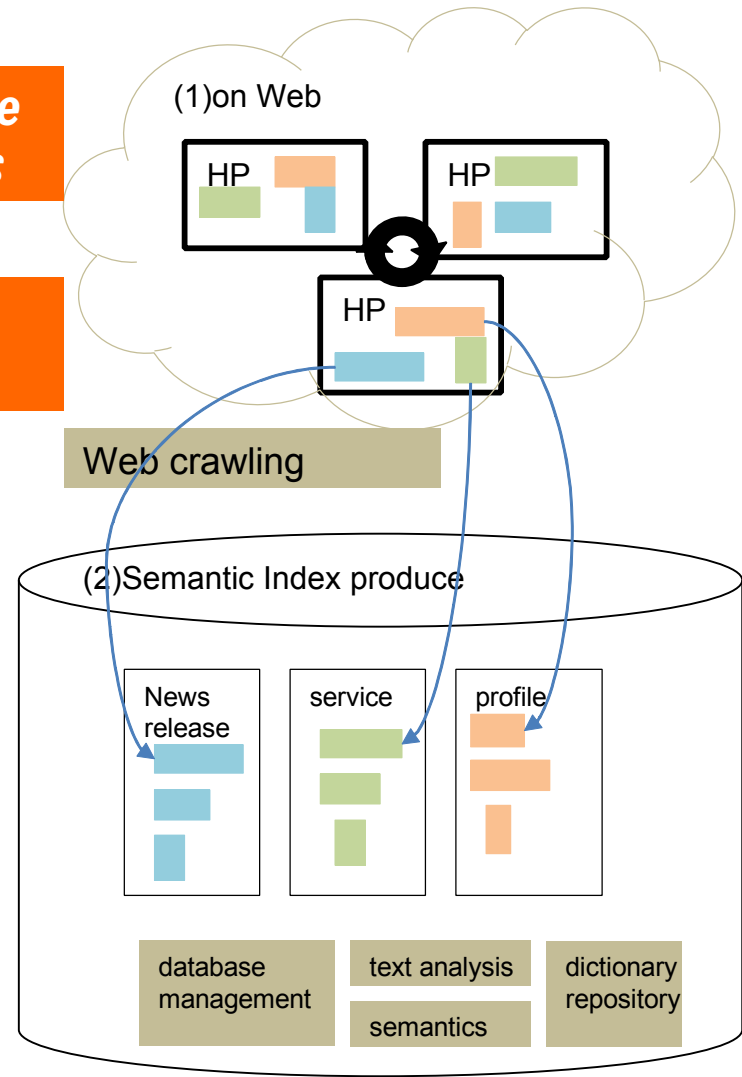 (1)on Web
HP
HP
HP
Web crawling
(2)Semantic Index produce
News
release
service
profile
database
management
text analysis
semantics
dictionary
repository